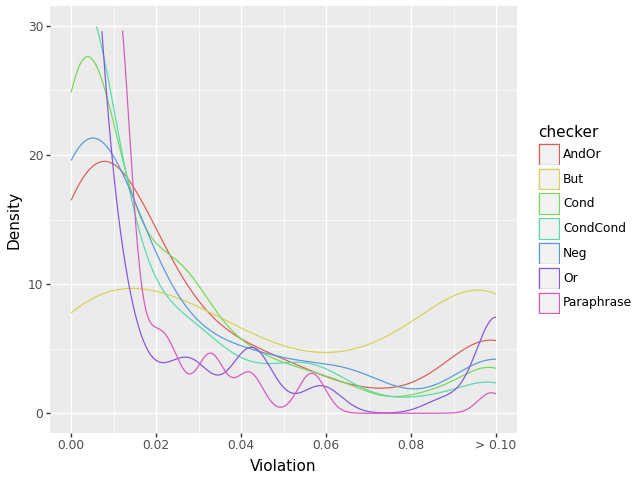 30
20
10
0
Density
0.00 0.02 0.04 0.06 0.08 > 0.10
Violation
checker
AndOr
But
Cond
CondCond
Neg
Or
Paraphrase